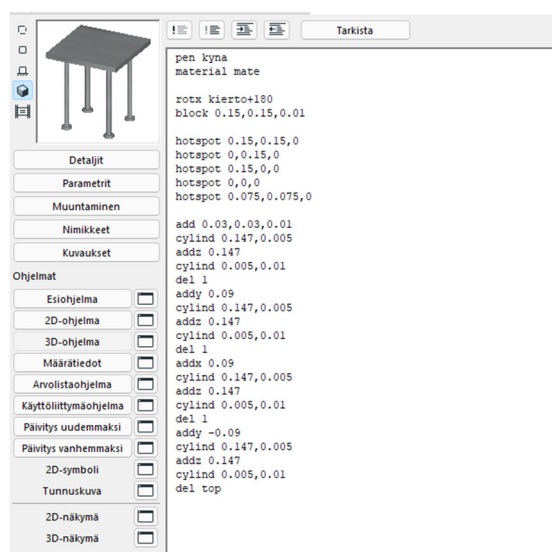 Tarkista
Detaljit
Parametrit
Muuntaminen
Nimikkeet
Kuvaukset
Ohjelmat
Esiohjelma
2D-ohjelma
3D-ohjelma
Määrätiedot
Arvolistaohjelma
Käyttöliittymäohjelma
Päivitys uudemmaksi
Päivitys vanhemmaksi
2D-symboli
Tunnuskuva
2D-näkymä
3D-näkymä
pen kyna
material mate
rotx kierto+180
block 0.15,0.15,0.01
hotspot 0.15,0.15,0
hotspot 0,0.15,0
hotspot 0.15,0,0
hotspot 0,0,0
hotspot 0.075,0.075,0
add 0.03,0.03,0.01
cylind 0.147,0.005
addz 0.147
cylind 0.005,0.01
del 1
addy 0.09
cylind 0.147,0.005
addz 0.147
cylind 0.005,0.01
del 1
addx 0.09
cylind 0.147,0.005
addz 0.147
cylind 0.005,0.01
del 1
addy -0.09
cylind 0.147,0.005
addz 0.147
cylind 0.005,0.01
del top